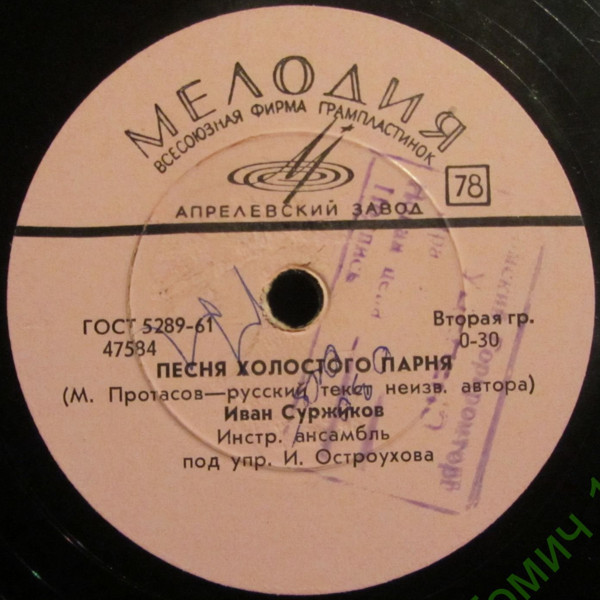 МЕЛОДИЯ
ВСЕСОЮЗНАЯ ФИРМА ГРАМПЛАСТИНОК
78
АПРЕЛЕВСКИЙ ЗАВОД
ГОСТ 5289-61
47584
Вторая гр.
0-30
ПЕСНЯ ХОЛОСТОГО ПАРНЯ
(М. Протасов—русский текст неизв. автора)
Иван Суржиков
Инстр. ансамбль
под упр. И. Остроухова